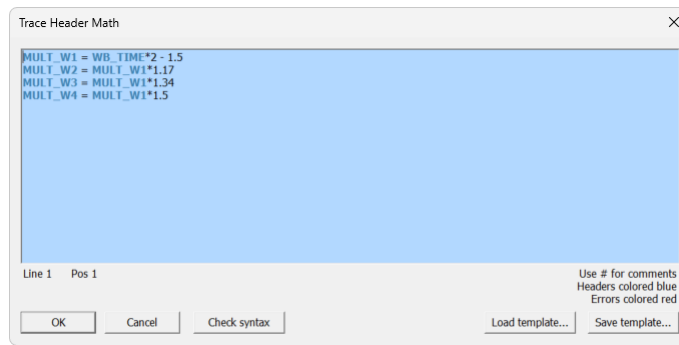 Trace Header Math
MULT_W1 = WB_TIME*2 - 1.5
MULT_W2 = MULT_W1*1.17
MULT_W3 = MULT_W1*1.34
MULT_W4 = MULT_W1*1.5
Line 1 Pos 1
Use # for comments
Headers colored blue
Errors colored red
OK Cancel Check syntax Load template... Save template...